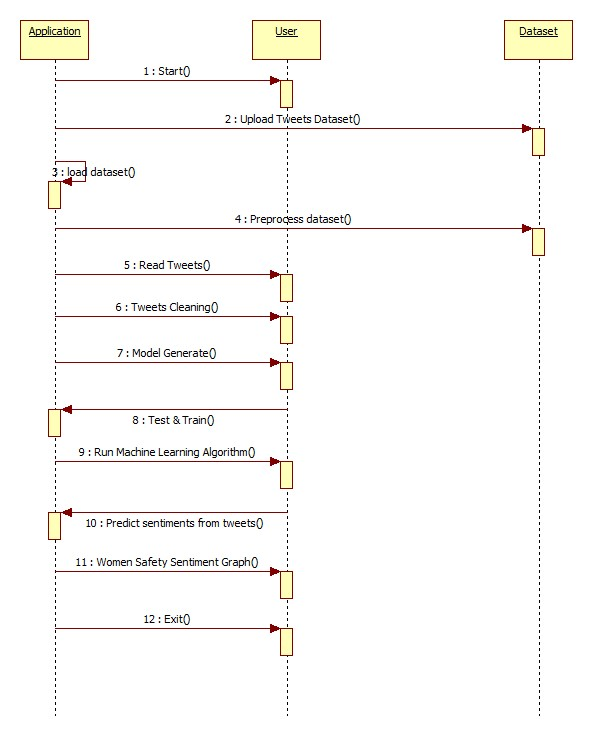 Application
User
Dataset
1 : Start()
2 : Upload Tweets Dataset()
3 : load dataset()
4 : Preprocess dataset()
5 : Read Tweets()
6 : Tweets Cleaning()
7 : Model Generate()
8 : Test & Train()
9 : Run Machine Learning Algorithm()
10 : Predict sentiments from tweets()
11 : Women Safety Sentiment Graph()
12 : Exit()